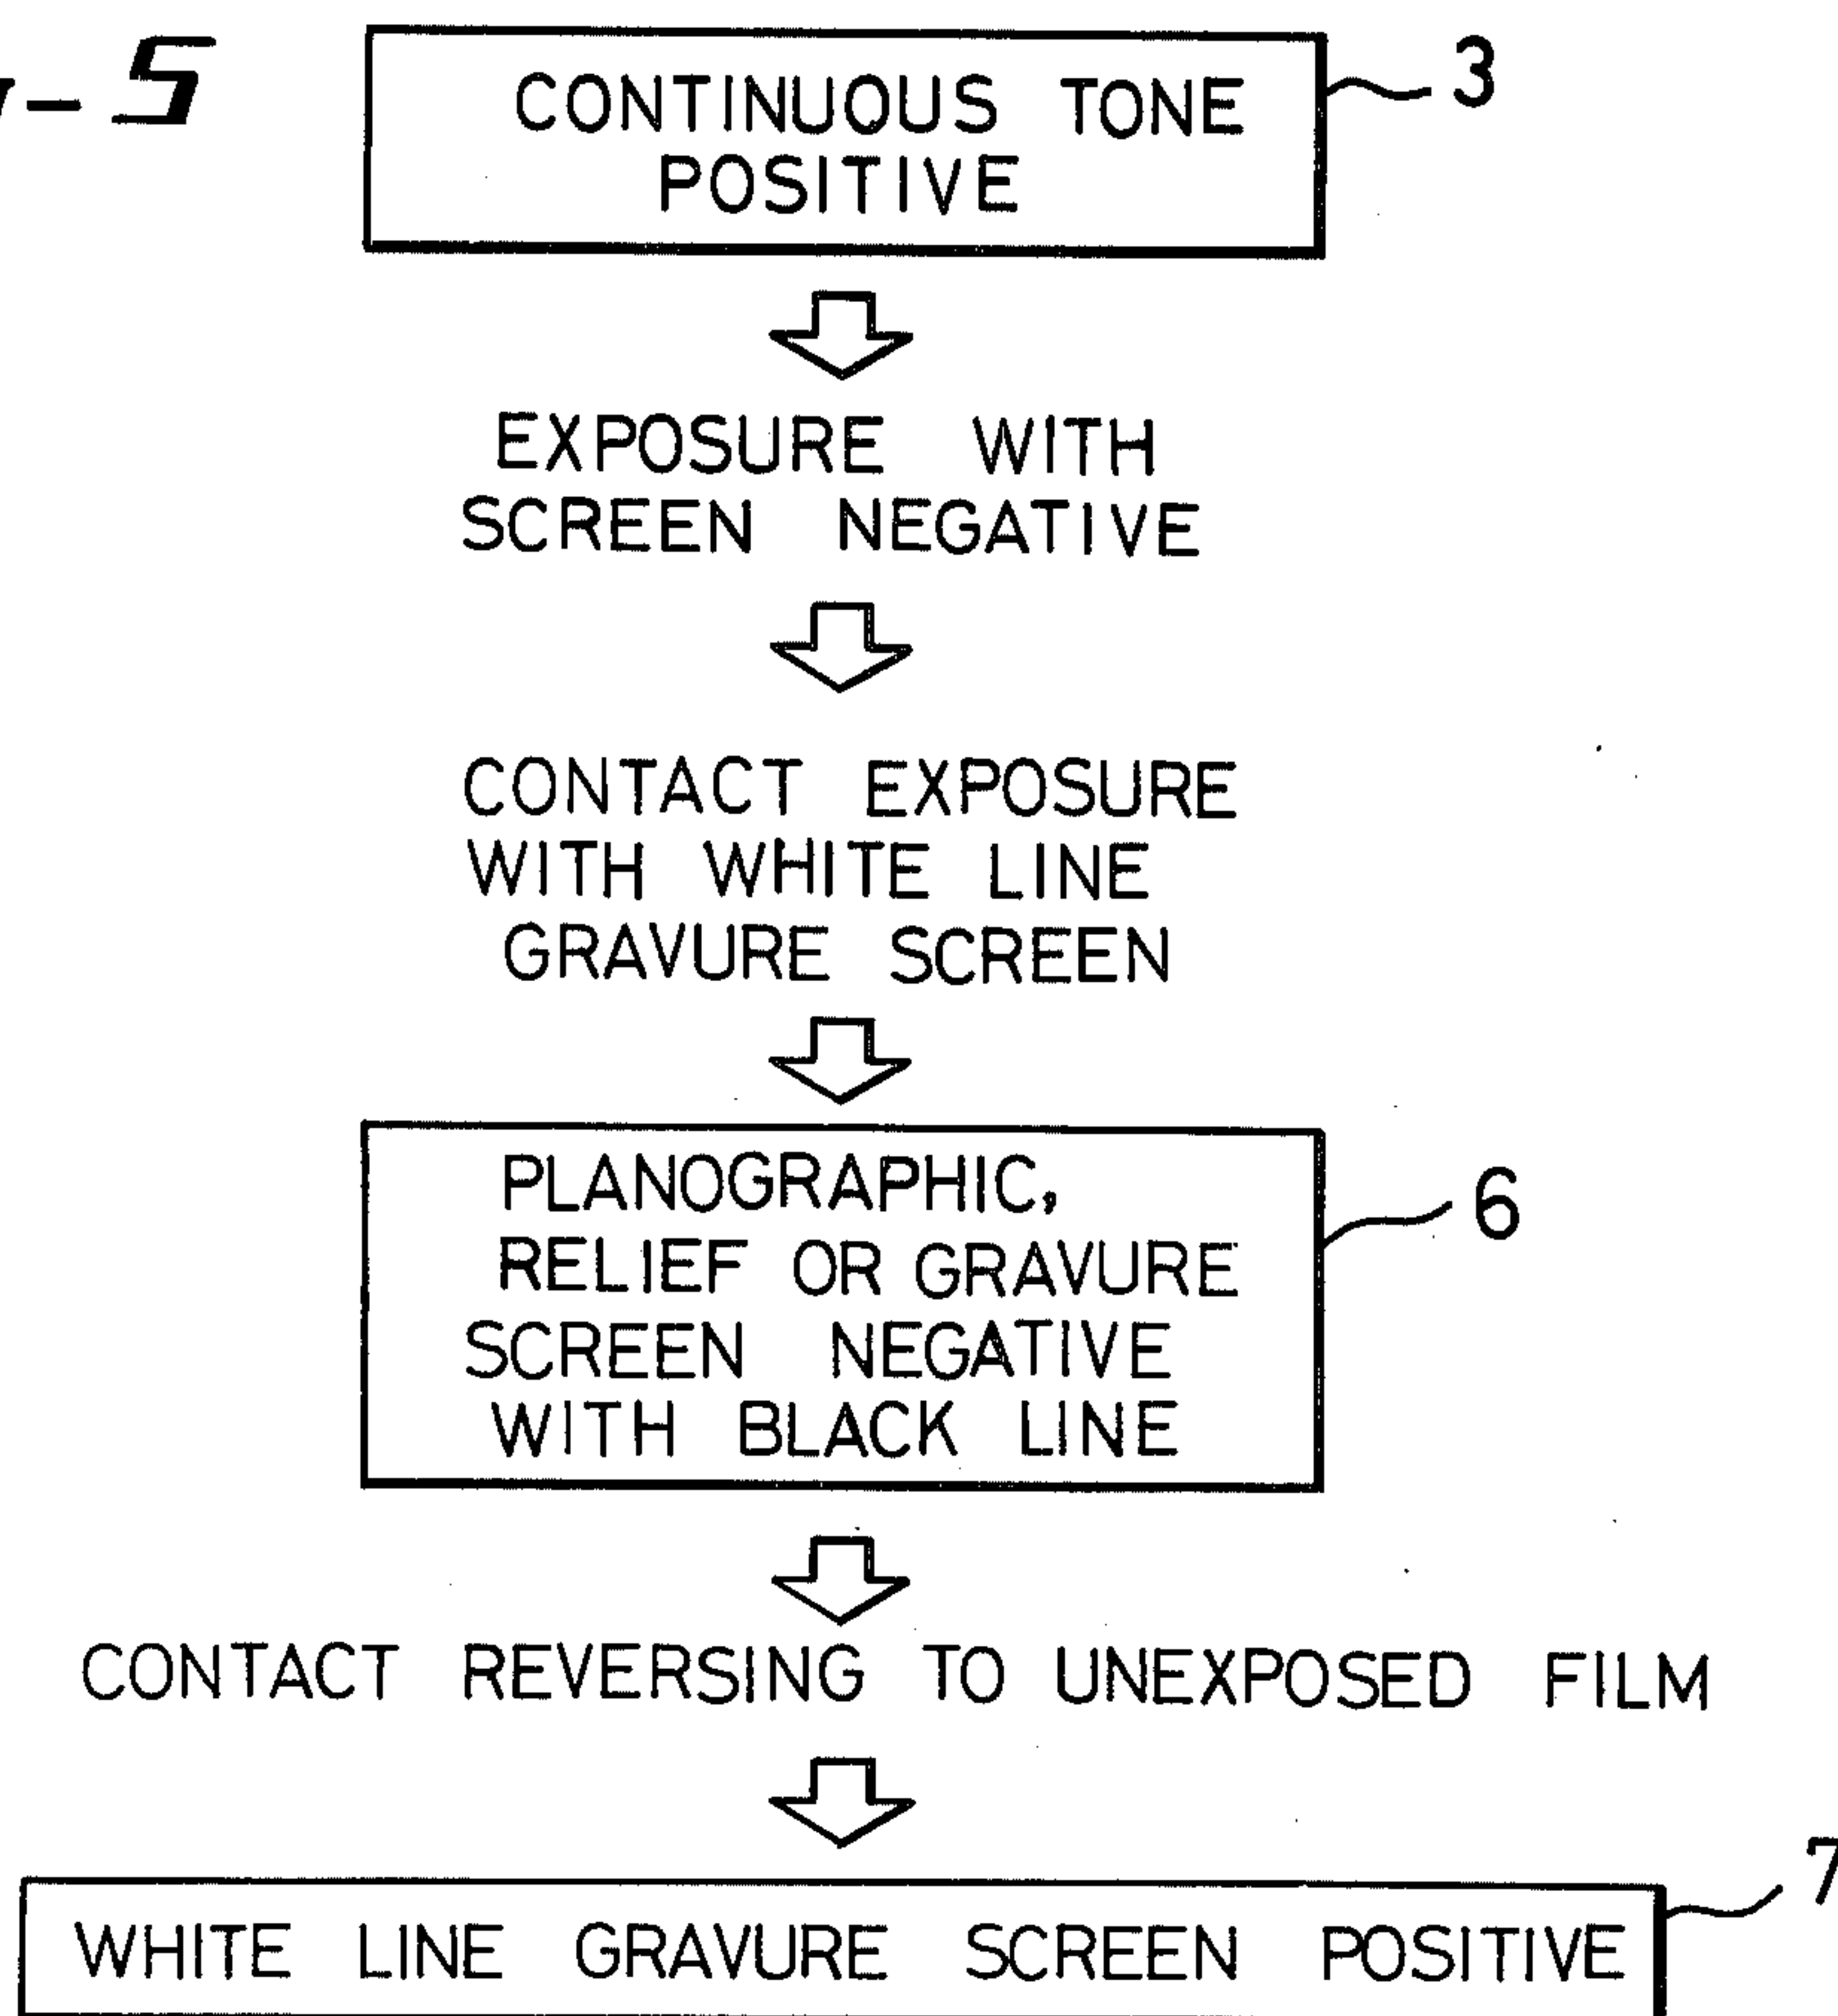 - 5
CONTINUOUS TONE
POSITIVE
3
EXPOSURE WITH
SCREEN NEGATIVE
CONTACT EXPOSURE
WITH WHITE LINE
GRAVURE SCREEN
PLANOGRAPHIC,
RELIEF OR GRAVURE
SCREEN NEGATIVE
WITH BLACK LINE
6
CONTACT REVERSING TO UNEXPOSED FILM
7
WHITE LINE GRAVURE SCREEN POSITIVE